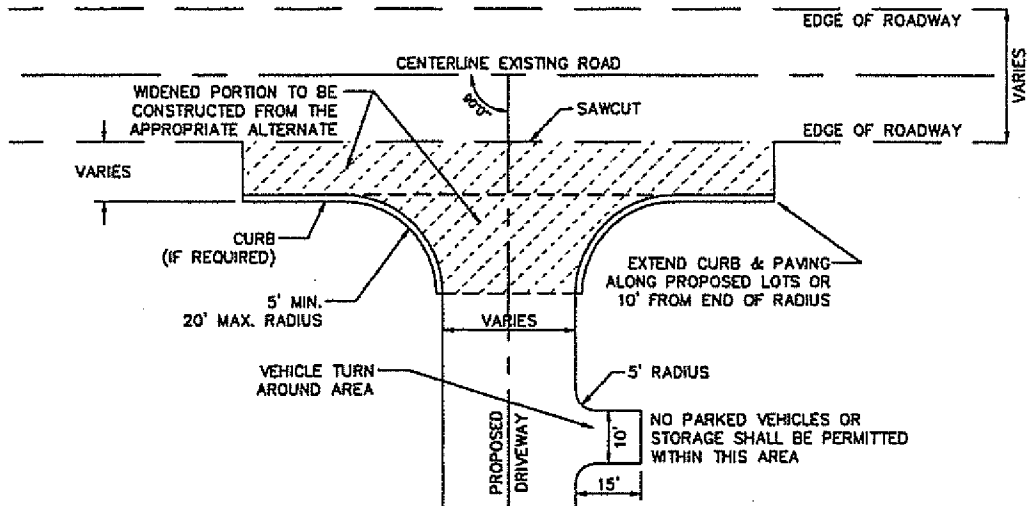 EDGE OF ROADWAY
CENTERLINE EXISTING ROAD
VARIES
WIDENED PORTION TO BE
CONSTRUCTED FROM THE
APPROPRIATE ALTERNATE
90'0"
SAWCUT
EDGE OF ROADWAY
VARIES
CURB
(IF REQUIRED)
EXTEND CURB & PAVING
ALONG PROPOSED LOTS OR
10' FROM END OF RADIUS
5' MIN.
20' MAX. RADIUS
VARIES
VEHICLE TURN
AROUND AREA
5' RADIUS
PROPOSED
DRIVEWAY
10'
NO PARKED VEHICLES OR
STORAGE SHALL BE PERMITTED
WITHIN THIS AREA
15'